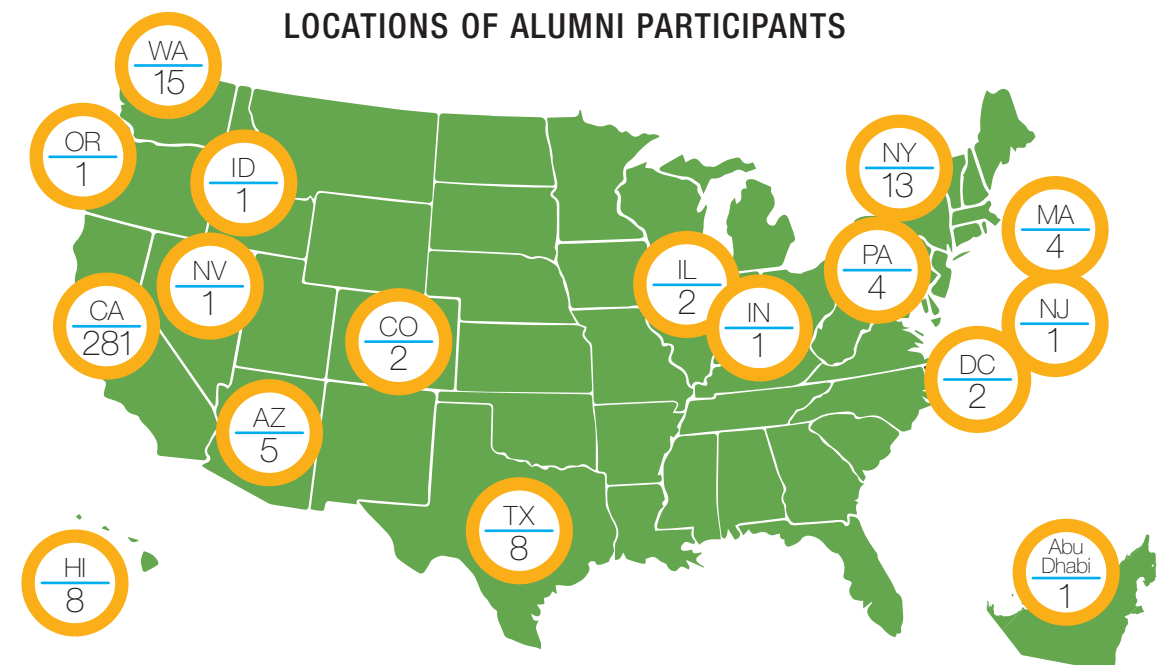 LOCATIONS OF ALUMNI PARTICIPANTS
WA
15
OR
1
ID
1
NY
13
MA
4
NV
1
IL
2
PA
4
CA
281
CO
2
IN
1
NJ
1
DC
2
AZ
5
TX
8
HI
8
Abu
Dhabi
1